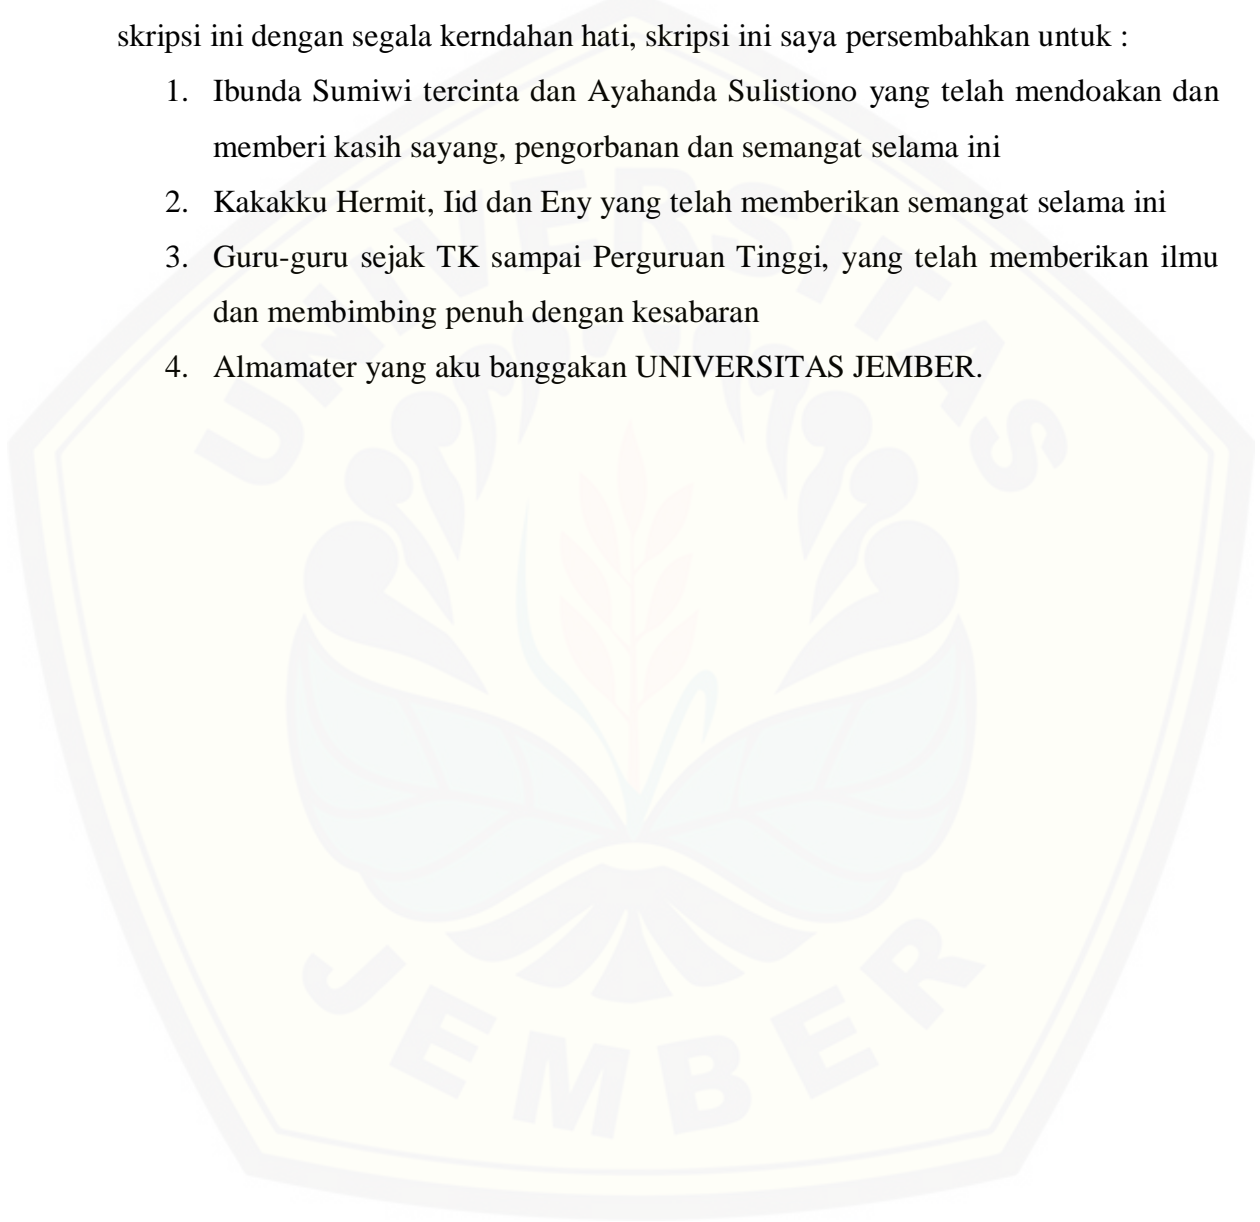 skripsi ini dengan segala kerndahan hati, skripsi ini saya persembahkan untuk :
1. Ibunda Sumiwi tercinta dan Ayahanda Sulistiono yang telah mendoakan dan
memberi kasih sayang, pengorbanan dan semangat selama ini
2. Kakakku Hermit, Iid dan Eny yang telah memberikan semangat selama ini
3. Guru-guru sejak TK sampai Perguruan Tinggi, yang telah memberikan ilmu
dan membimbing penuh dengan kesabaran
4. Almamater yang aku banggakan UNIVERSITAS JEMBER.
UNIVERSITAS
JEMBER